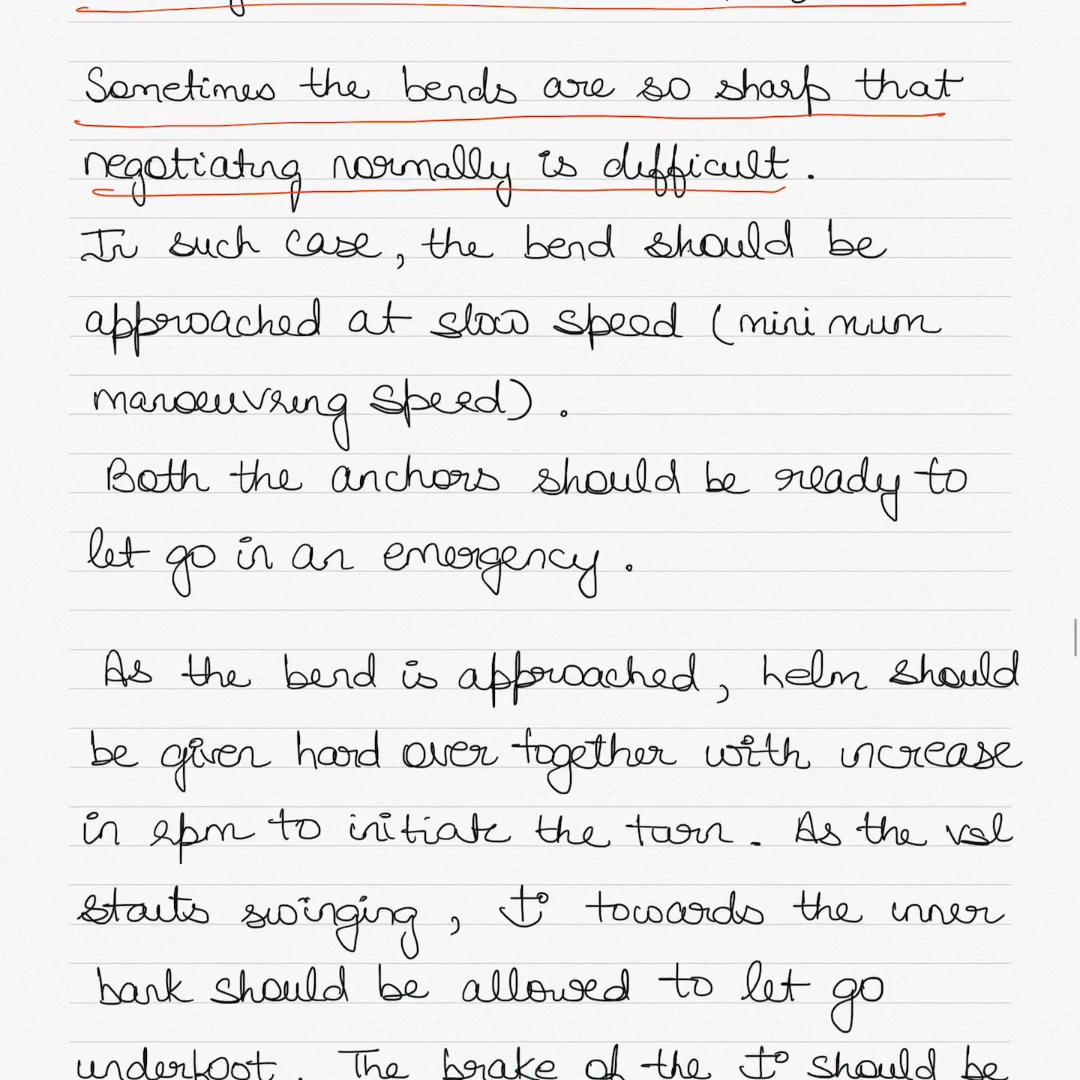 Sometimes the bends are so sharp that
negotiating normally is difficult.
In such case, the bend should be
approached at slow speed (minimum
manoeuvring speed).
Both the anchors should be ready to
let go in an emergency.
As the bend is approached, helm should
be given hard over together with increase
in rpm to initiate the turn. As the vsl
starts swinging, ⚓ towards the inner
bank should be allowed to let go
underfoot. The brake of the ⚓ should be